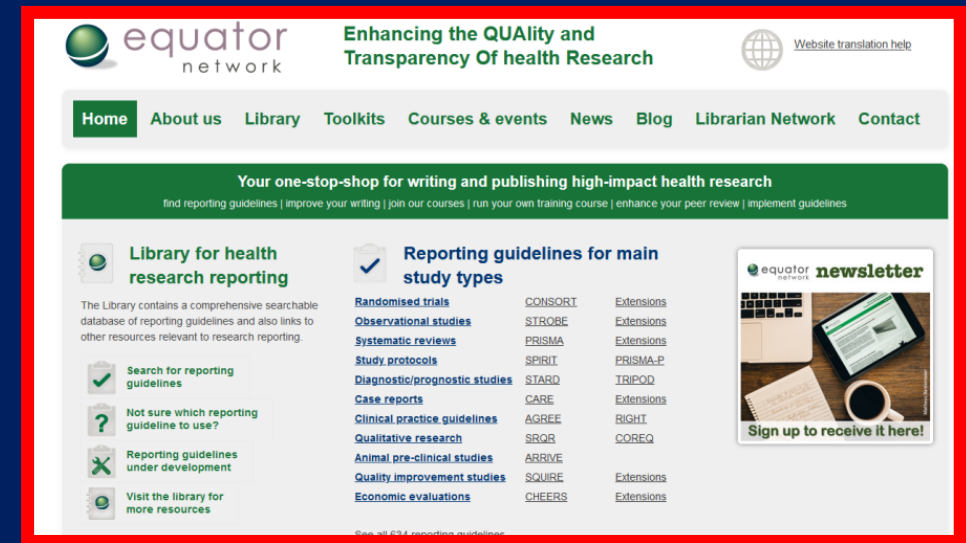 equator
network
Enhancing the QUAlity and
Transparency Of health Research
Website translation help
Home About us Library Toolkits Courses & events News Blog Librarian Network Contact
Your one-stop-shop for writing and publishing high-impact health research
find reporting guidelines | improve your writing | join our courses | run your own training course | enhance your peer review | implement guidelines
Library for health
research reporting
The Library contains a comprehensive searchable
database of reporting guidelines and also links to
other resources relevant to research reporting.
Search for reporting
guidelines
Not sure which reporting
guideline to use?
Reporting guidelines
under development
Visit the library for
more resources
Reporting guidelines for main
study types
Randomised trials CONSORT Extensions
Observational studies STROBE Extensions
Systematic reviews PRISMA Extensions
Study protocols SPIRIT PRISMA-P
Diagnostic/prognostic studies STARD TRIPOD
Case reports CARE Extensions
Clinical practice guidelines AGREE RIGHT
Qualitative research SRQR COREQ
Animal pre-clinical studies ARRIVE
Quality improvement studies SQUIRE Extensions
Economic evaluations CHEERS Extensions
See all 634 reporting guidelines
equator
network
newsletter
Sign up to receive it here!